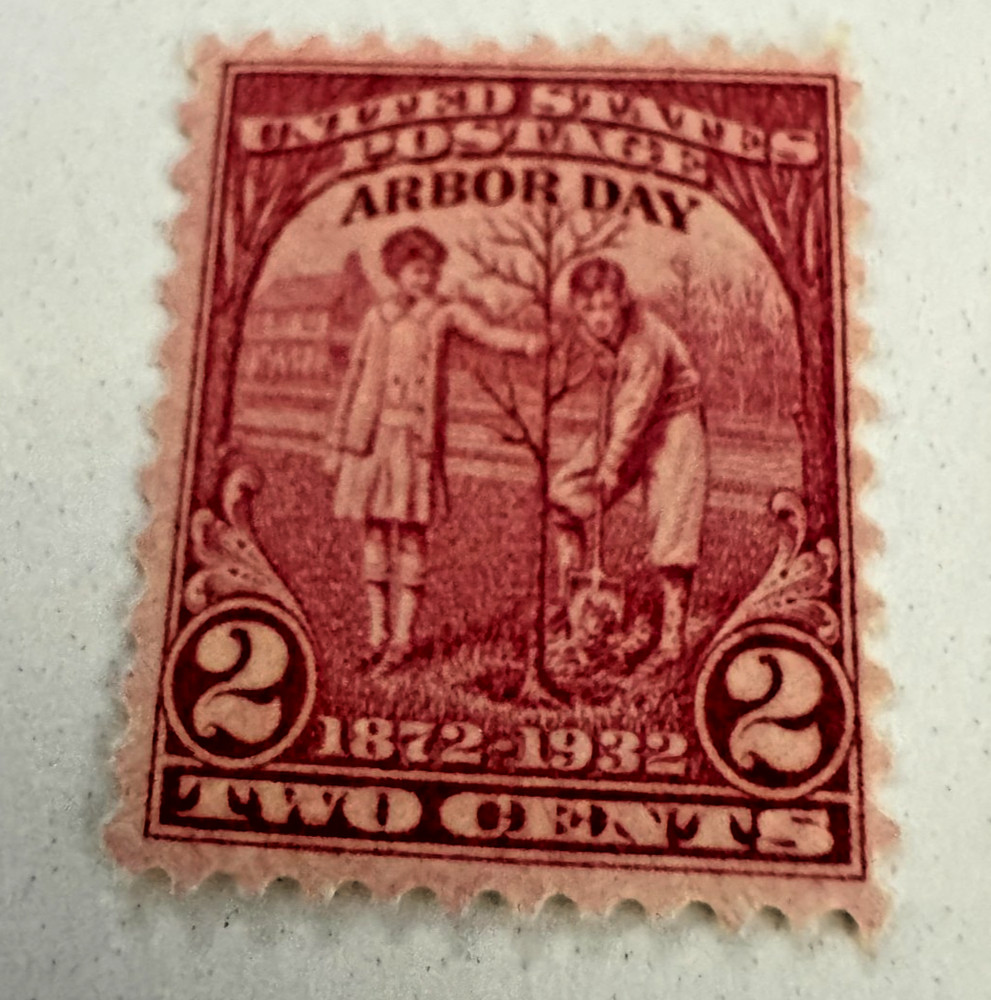 UNITED STATES
POSTAGE
ARBOR DAY
2 2
1872-1932
TWO CENTS